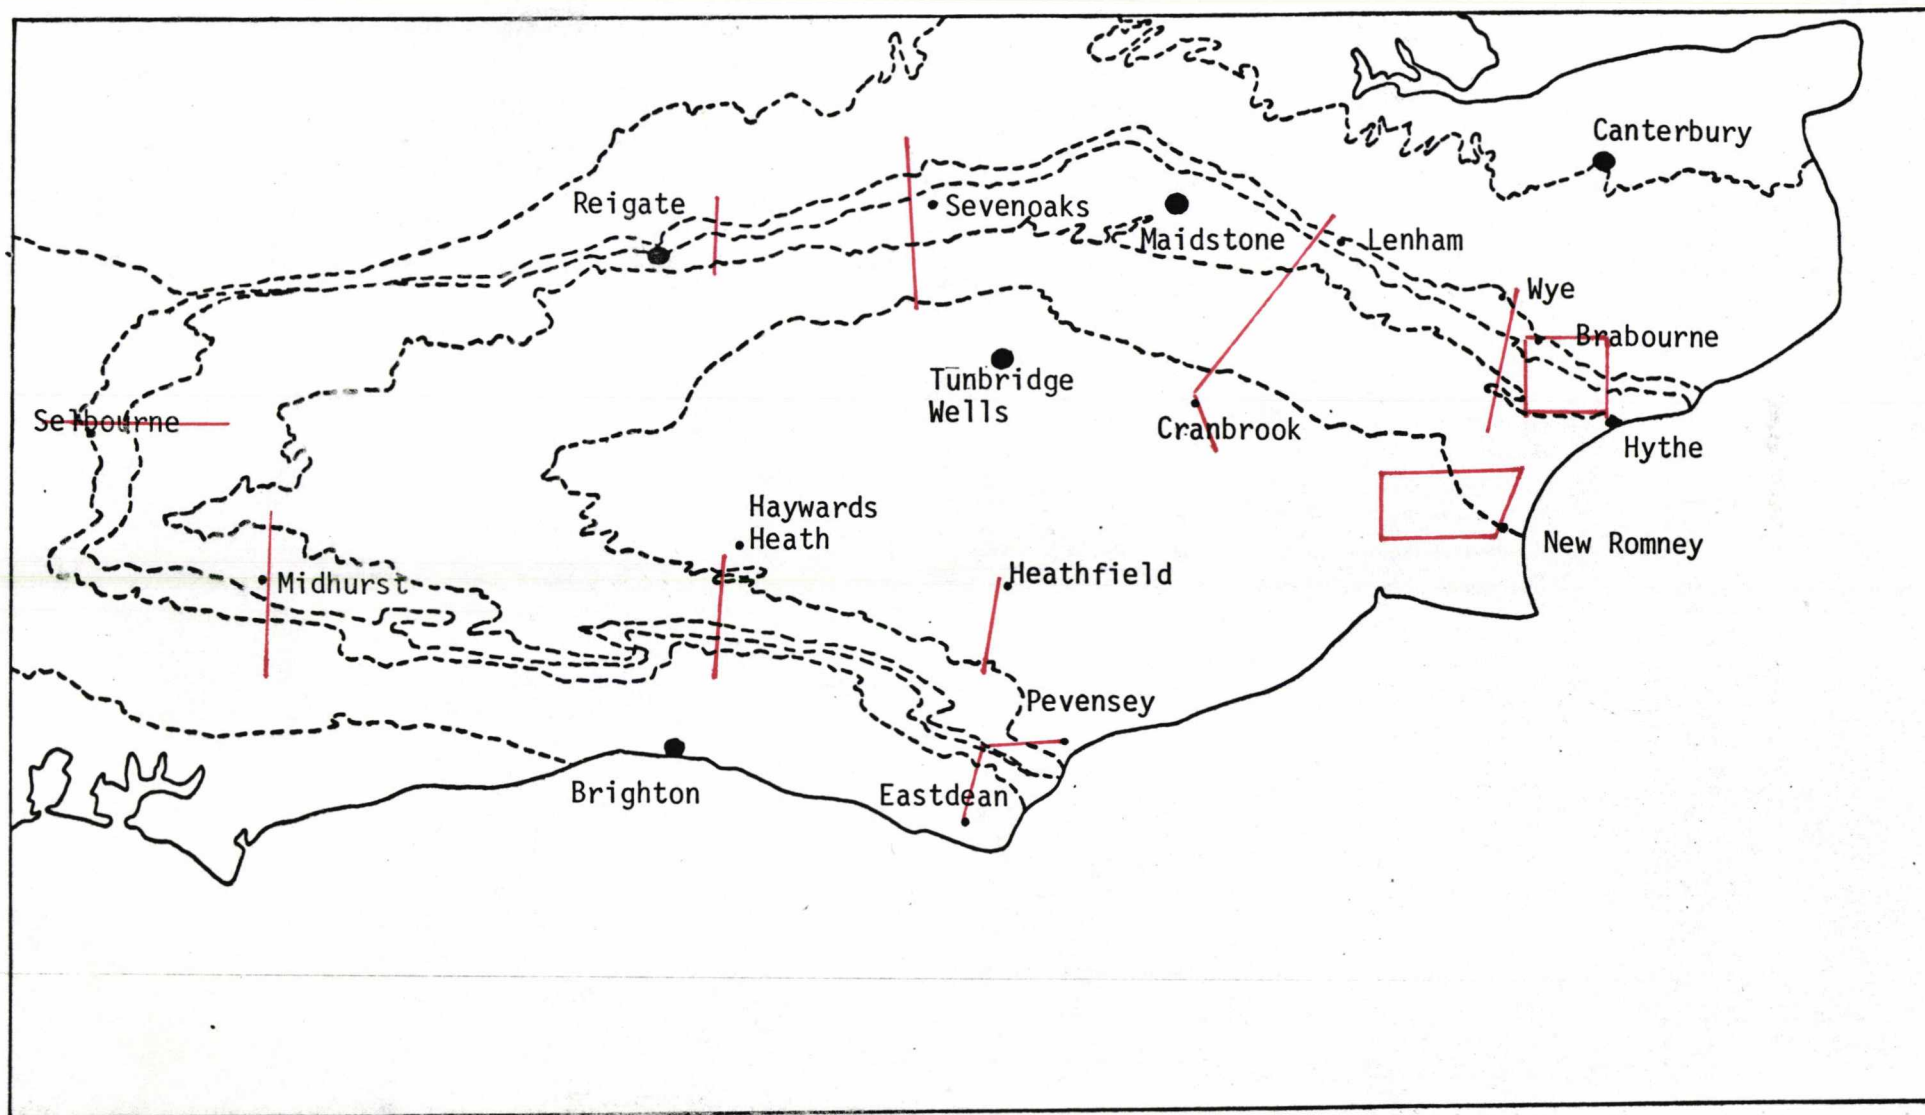 Canterbury
Reigate
Sevenoaks
Maidstone
Lenham
Wye
Brabourne
Tunbridge
Wells
Selbourne
Cranbrook
Hythe
Haywards
Heath
New Romney
Midhurst
Heathfield
Pevensey
Brighton
Eastdean